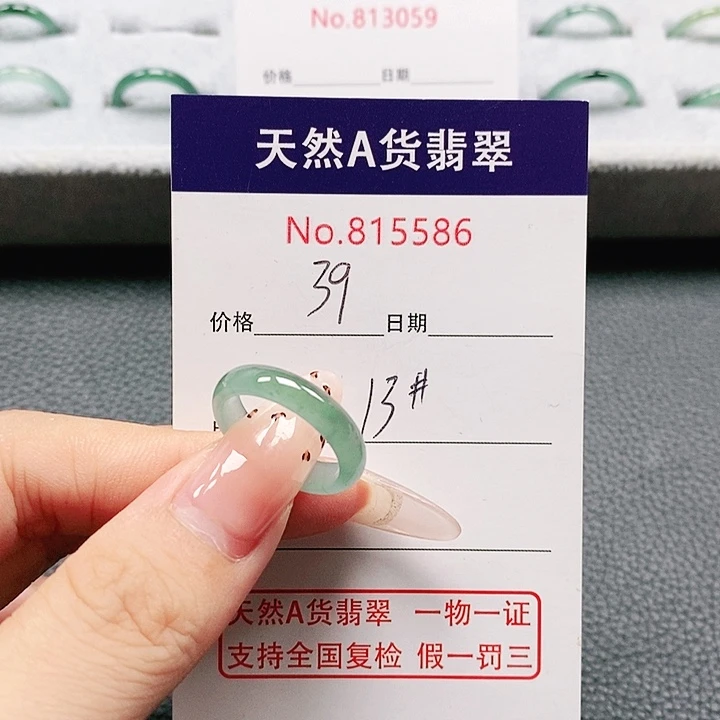 No.813059
价格 日期
天然A货翡翠
No.815586
价格 39 日期
13#
天然A货翡翠 一物一证
支持全国复检 假一罚三